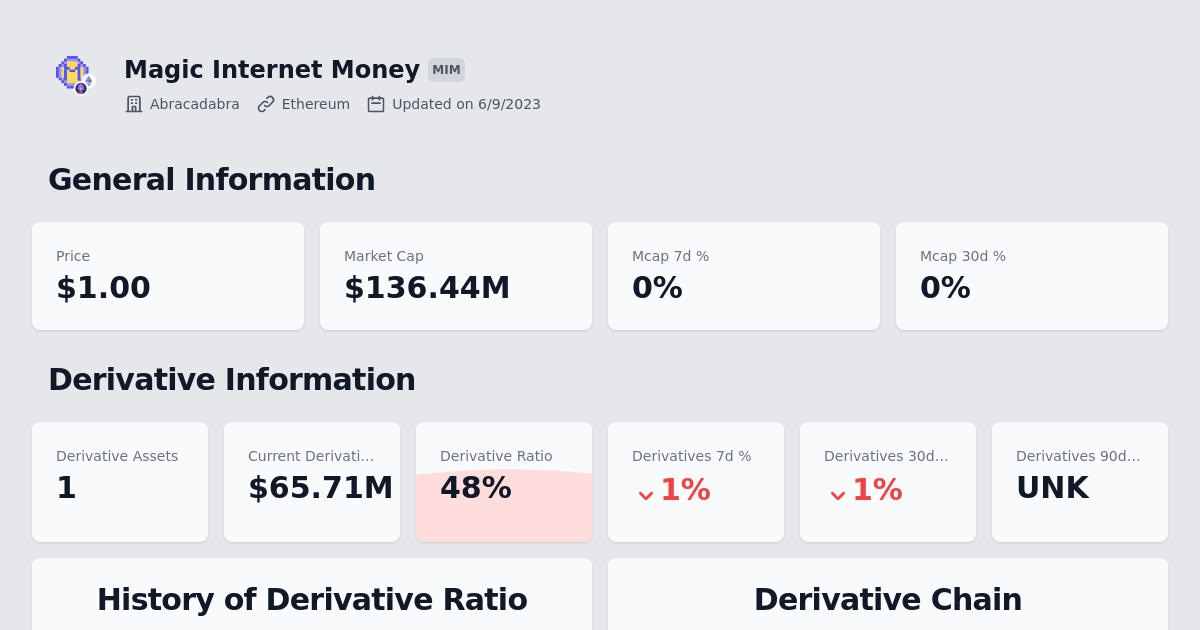 Magic Internet Money MIM
Abracadabra Ethereum Updated on 6/9/2023
General Information
Price Market Cap Mcap 7d % Mcap 30d %
$1.00 $136.44M 0% 0%
Derivative Information
Derivative Assets Current Derivati... Derivative Ratio Derivatives 7d % Derivatives 30d... Derivatives 90d...
1 $65.71M 48% 1% 1% UNK
History of Derivative Ratio Derivative Chain